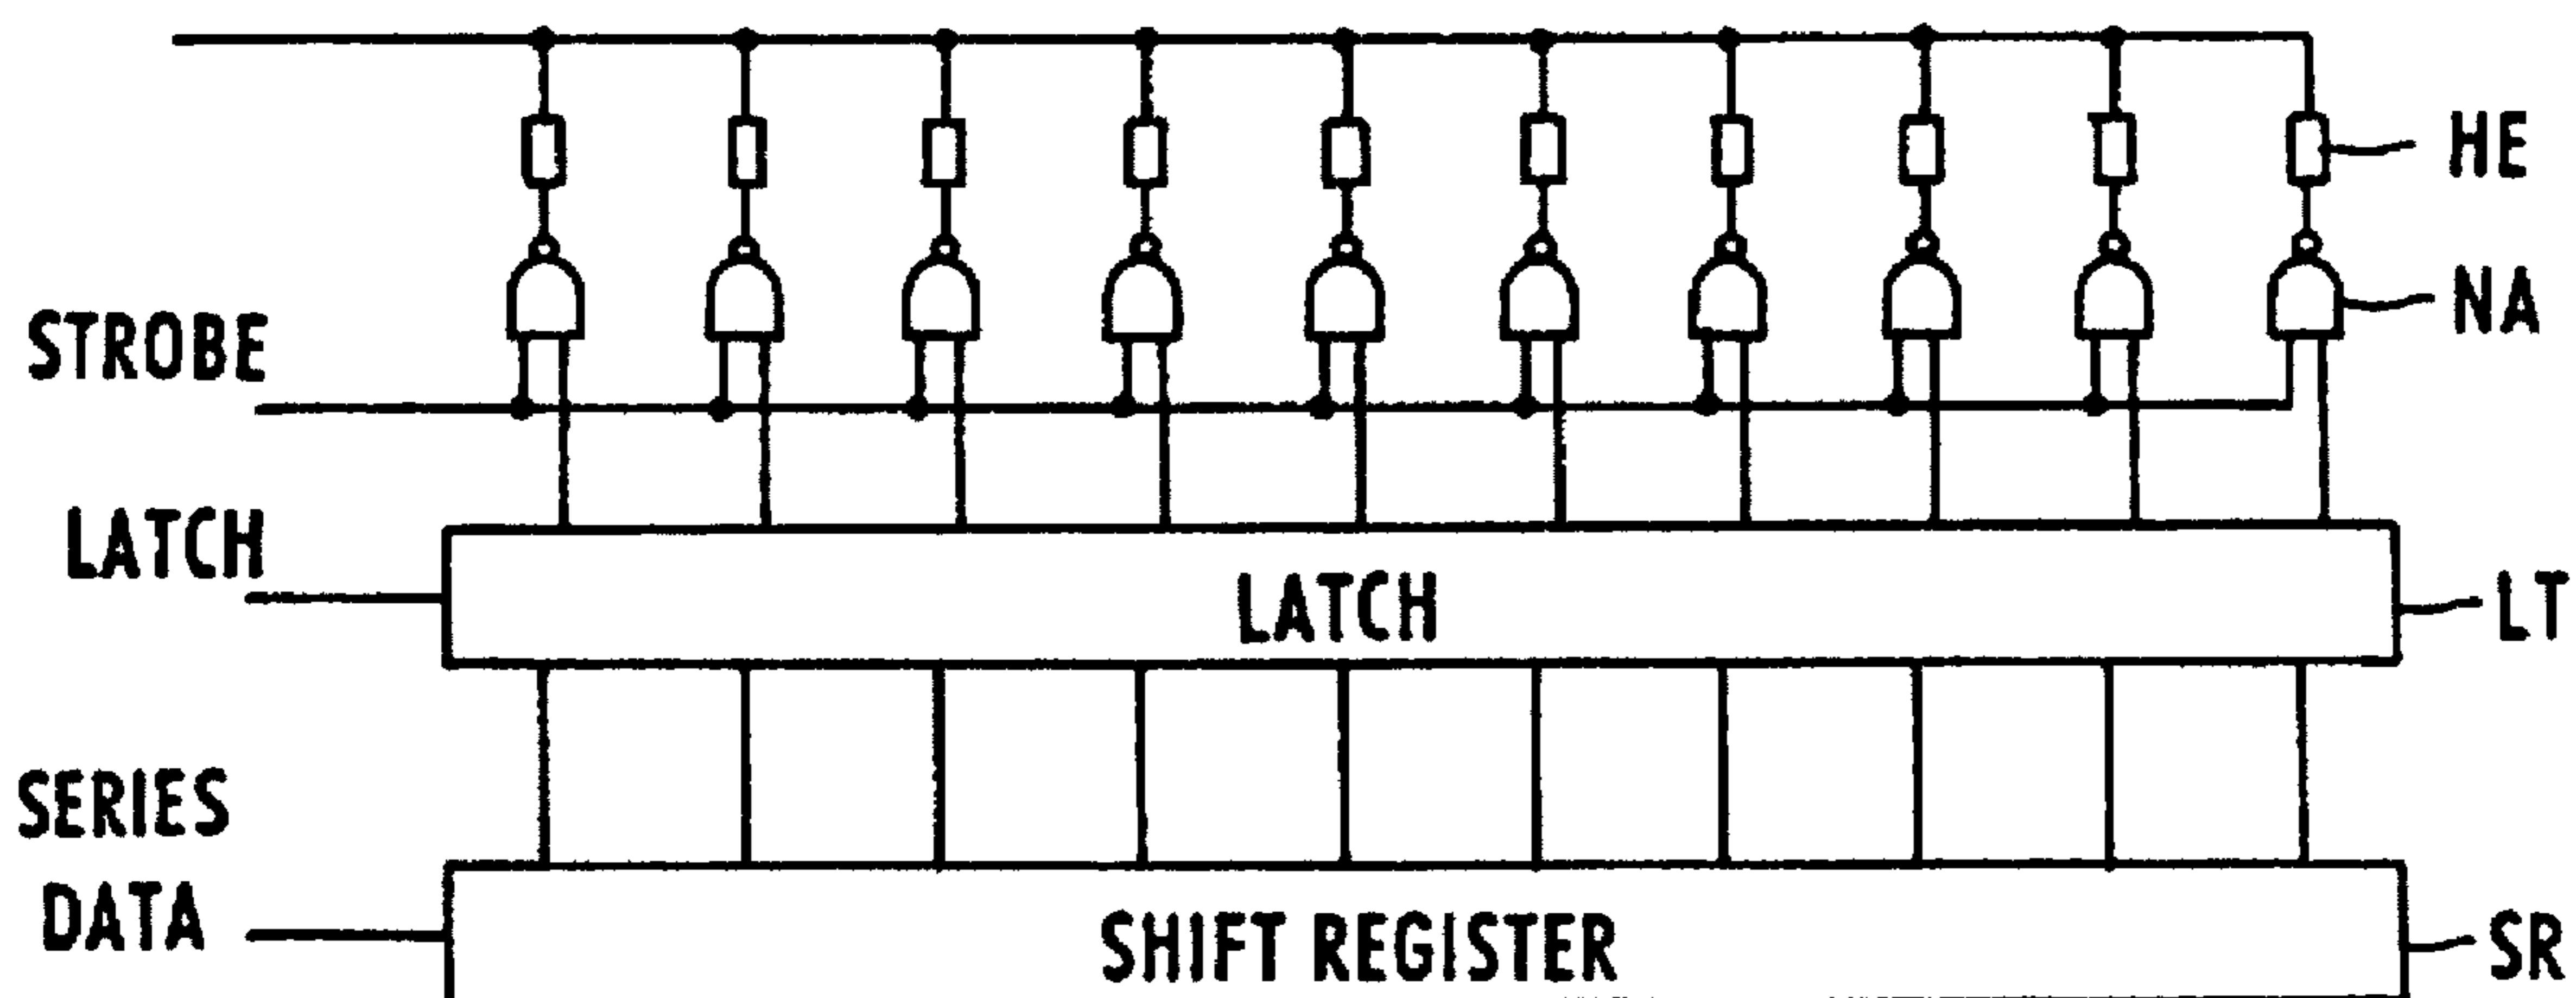 HE
NA
STROBE
LATCH
LATCH
LT
SERIES
DATA
SHIFT REGISTER
SR